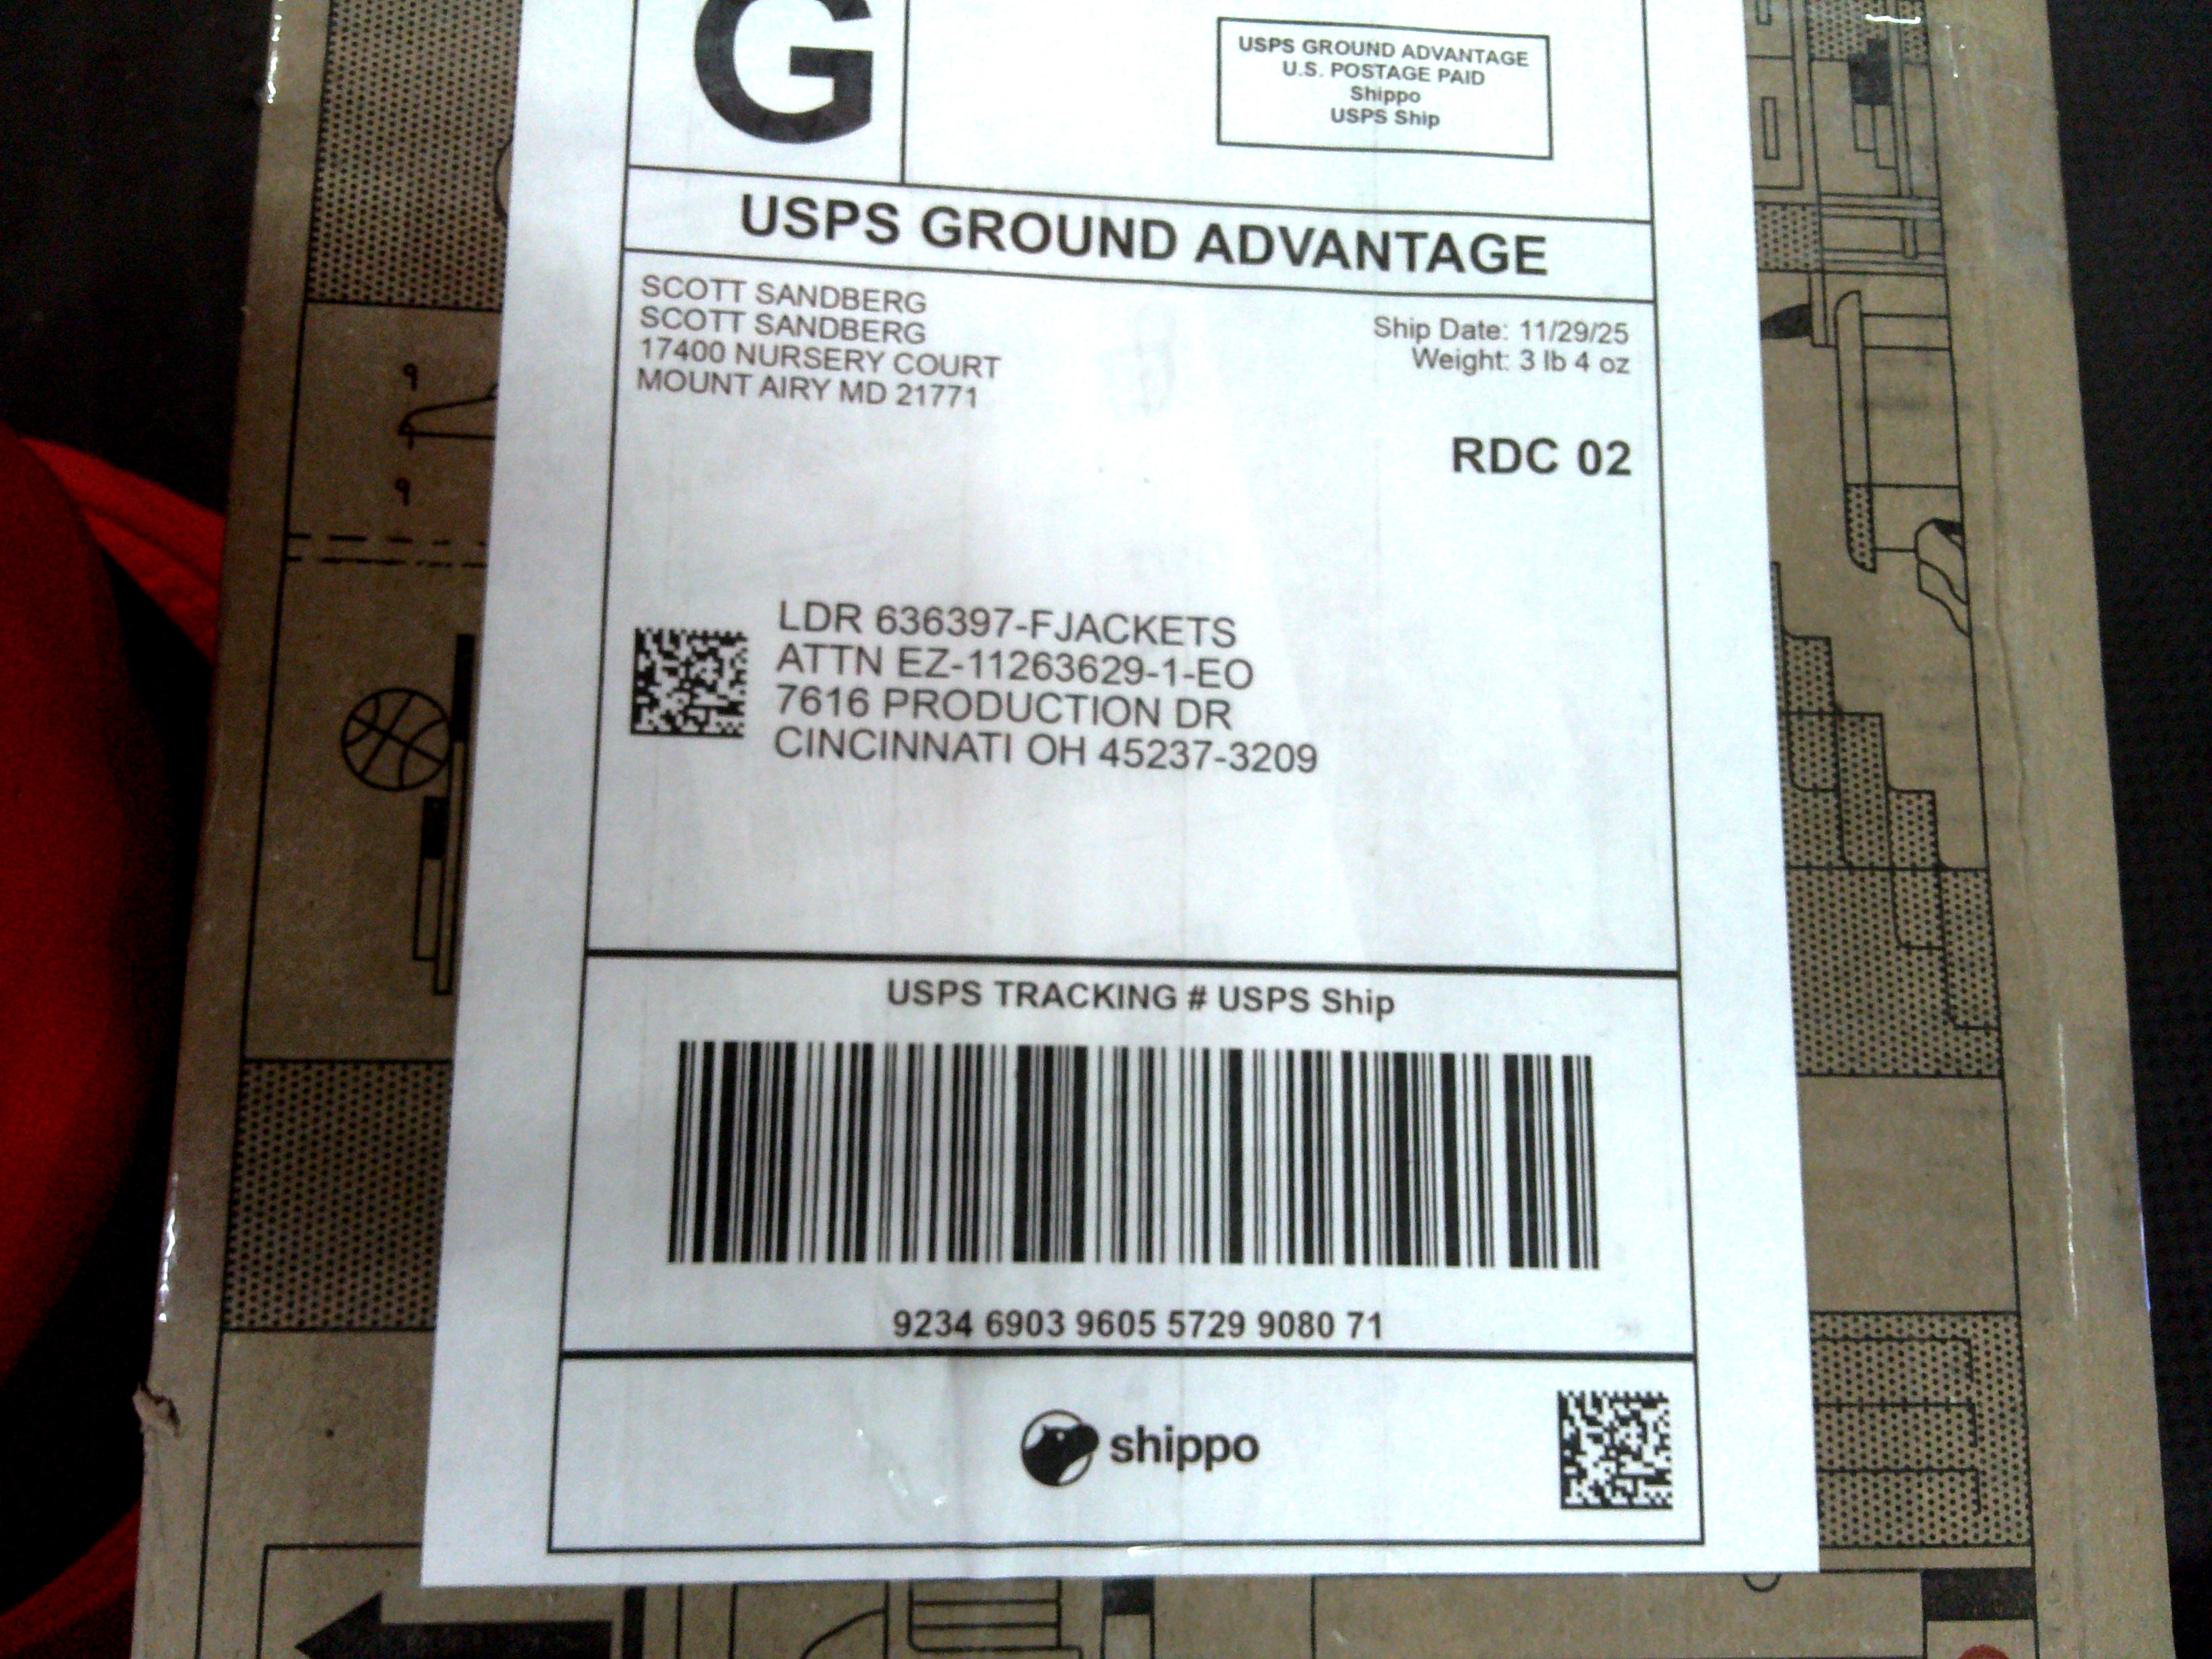 G
USPS GROUND ADVANTAGE
U.S. POSTAGE PAID
Shippo
USPS Ship
USPS GROUND ADVANTAGE
SCOTT SANDBERG
SCOTT SANDBERG
17400 NURSERY COURT
MOUNT AIRY MD 21771
Ship Date: 11/29/25
Weight: 3 lb 4 oz
RDC 02
LDR 636397-FJACKETS
ATTN EZ-11263629-1-EO
7616 PRODUCTION DR
CINCINNATI OH 45237-3209
USPS TRACKING # USPS Ship
9234 6903 9605 5729 9080 71
shippo